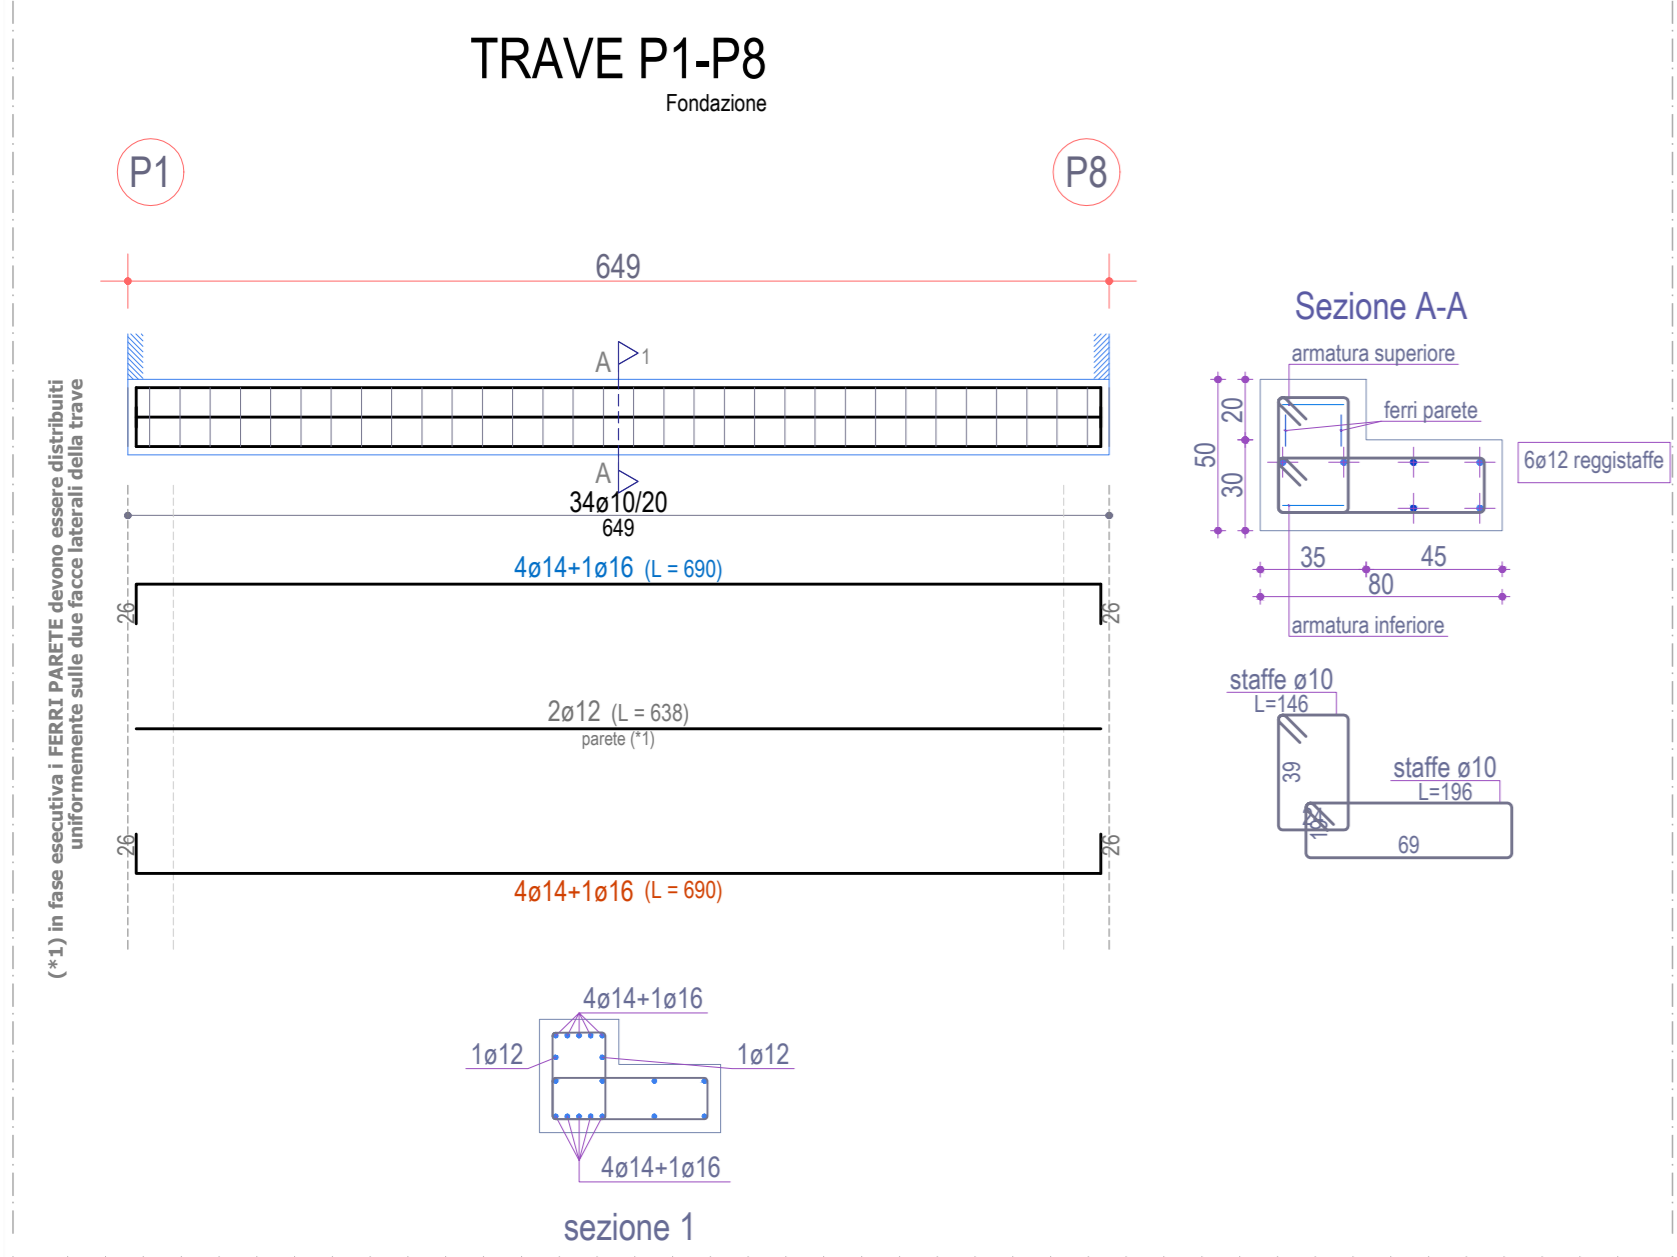 TRAVE P1-P8
Fondazione
P1
P8
649
A
1
A
34ø10/20
649
4ø14+1ø16 (L = 690)
26
26
2ø12 (L = 638)
parete (*1)
26
26
4ø14+1ø16 (L = 690)
(*1) in fase esecutiva i FERRI PARETE devono essere distribuiti
uniformemente sulle due facce laterali della trave
4ø14+1ø16
1ø12
1ø12
4ø14+1ø16
sezione 1
Sezione A-A
armatura superiore
ferri parete
6ø12 reggistaffe
20
50
30
35
45
80
armatura inferiore
staffe ø10
L=146
39
staffe ø10
L=196
69